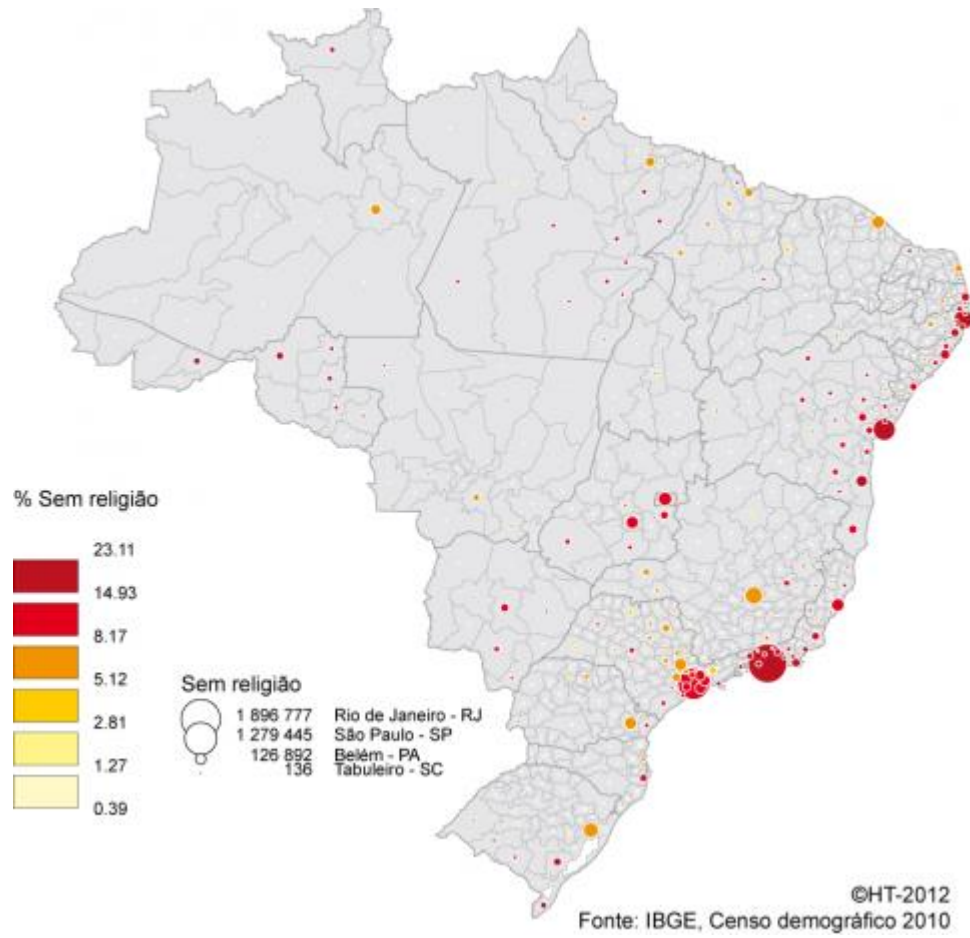 % Sem religião
23.11
14.93
8.17
5.12
2.81
1.27
0.39
Sem religião
1 896 777 Rio de Janeiro - RJ
1 279 445 São Paulo - SP
126 892 Belém - PA
136 Tabuleiro - SC
©HT-2012
Fonte: IBGE, Censo demográfico 2010